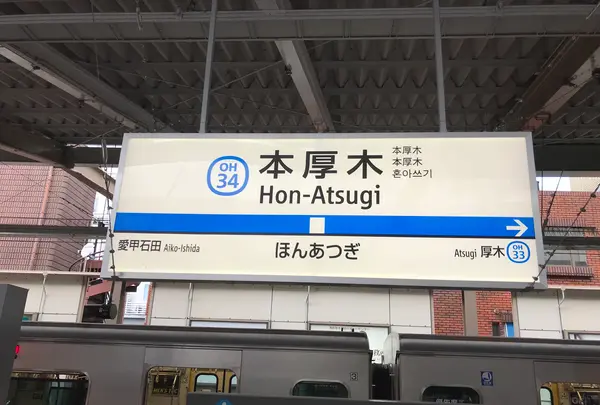 OH
34
本厚木
Hon-Atsugi
本厚木
本厚木
혼아쓰기
愛甲石田 Aiko-Ishida
ほんあつぎ
Atsugi 厚木
OH
33
3